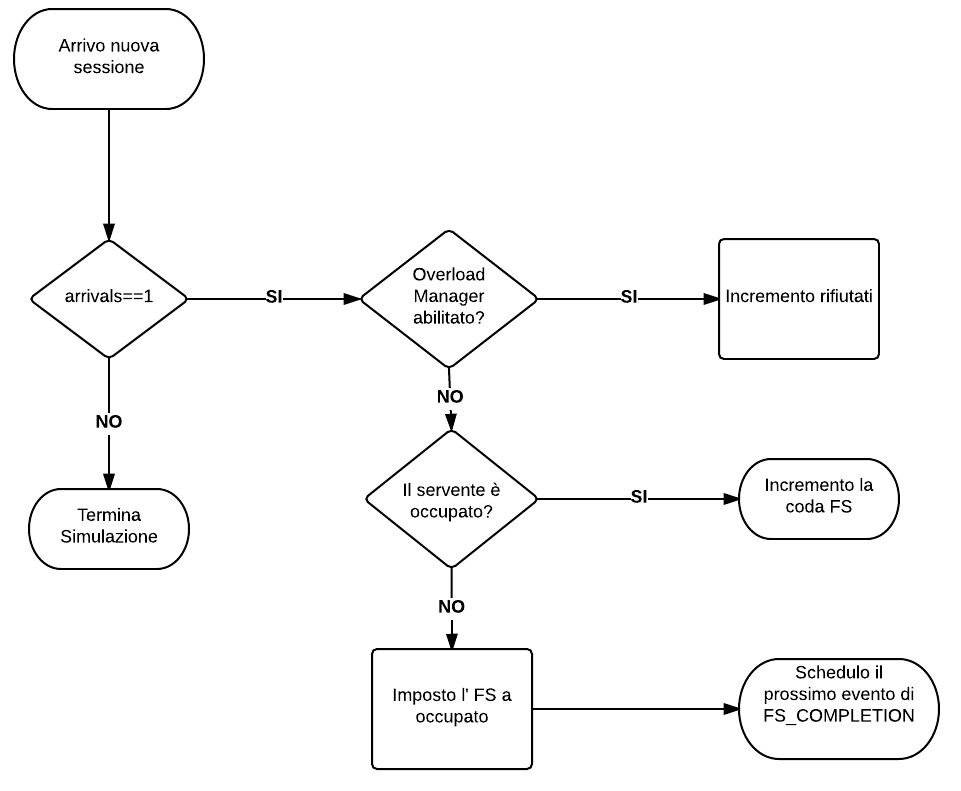 Arrivo nuova
sessione
arrivals==1
SI
Overload
Manager
abilitato?
SI
Incremento rifiutati
NO
NO
Il servente è
occupato?
SI
Incremento la
coda FS
Termina
Simulazione
NO
Imposto l' FS a
occupato
Schedulo il
prossimo evento di
FS_COMPLETION